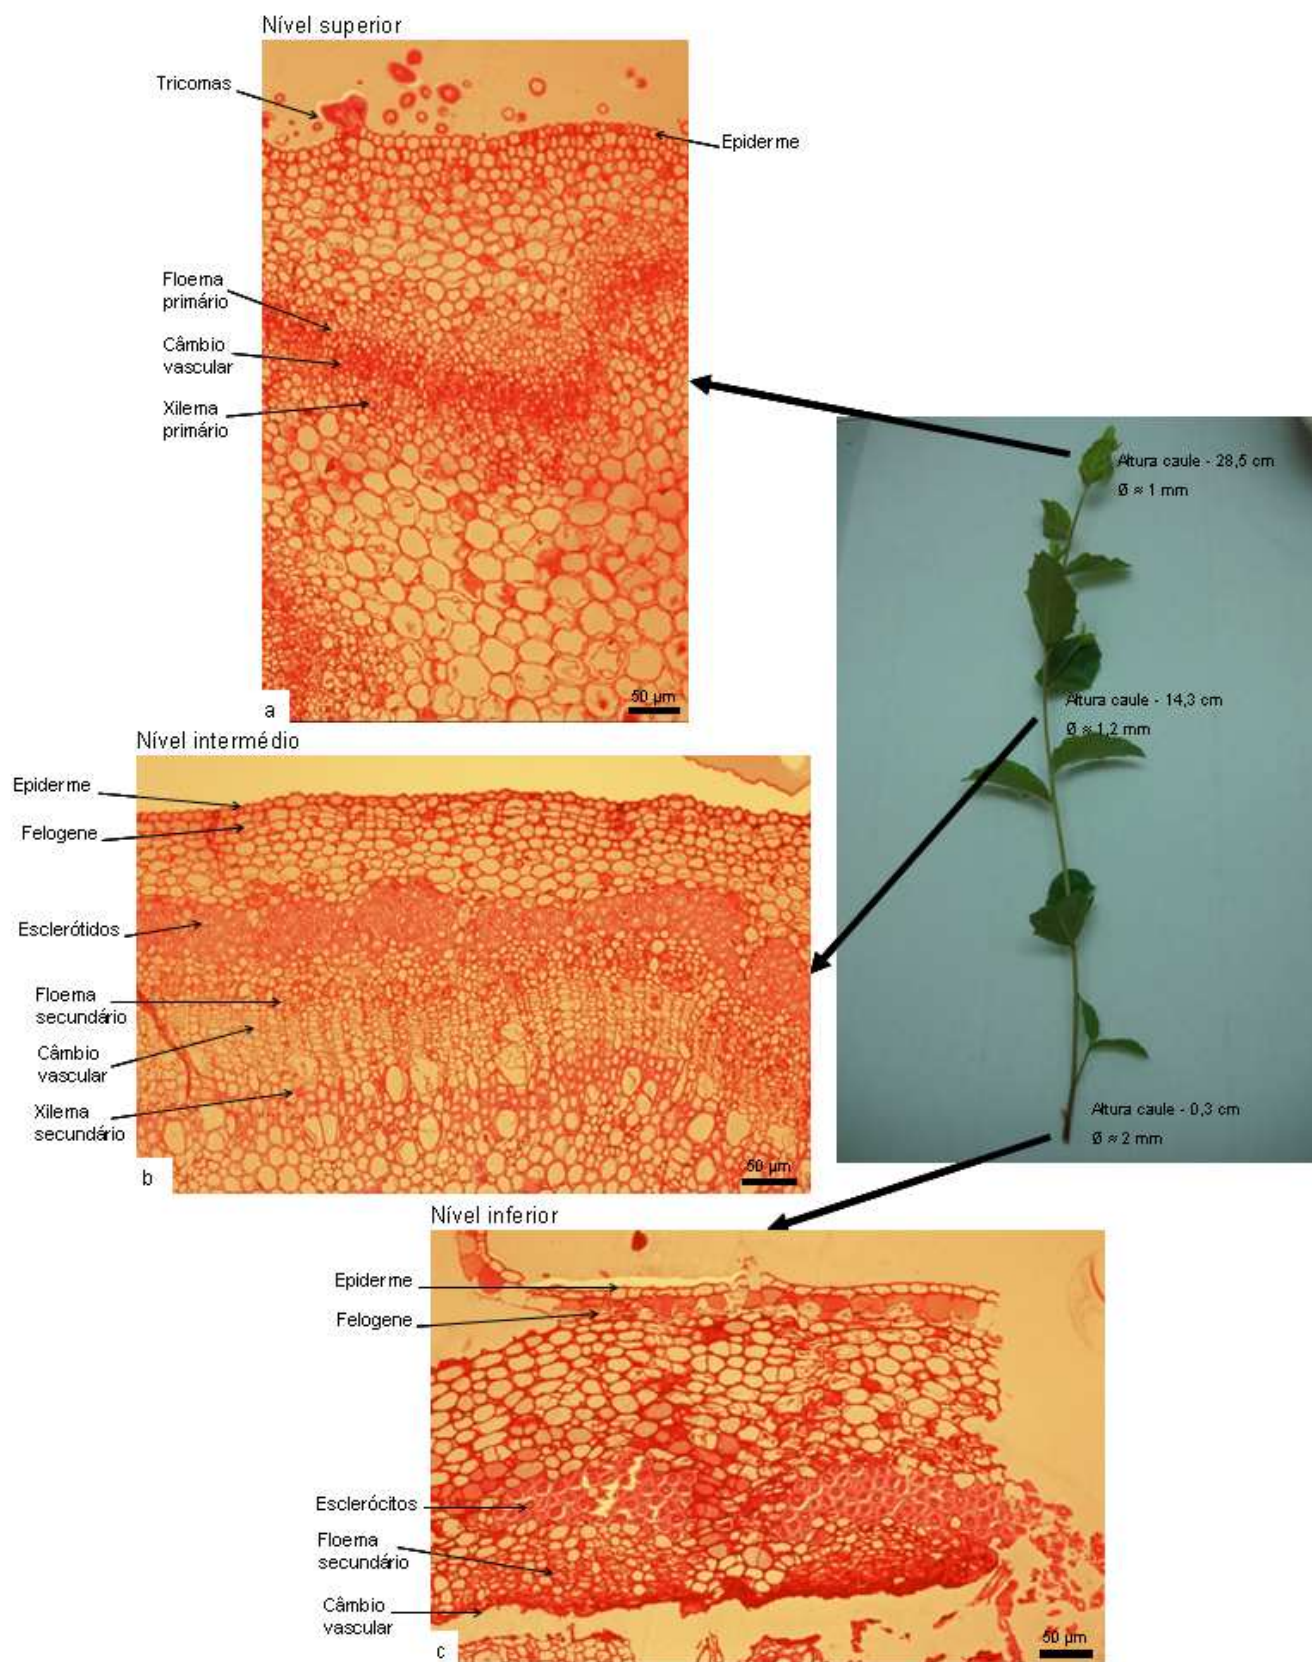 Nível superior
Tricomas
Epiderme
Floema
primário
Câmbio
vascular
Xilema
primário
50 µm
a
Altura caule - 28,5 cm
Ø ≈ 1 mm
Altura caule - 14,3 cm
Ø ≈ 1,2 mm
Altura caule - 0,3 cm
Ø ≈ 2 mm
Nível intermédio
Epiderme
Felogene
Esclerótidos
Floema
secundário
Câmbio
vascular
Xilema
secundário
50 µm
b
Nível inferior
Epiderme
Felogene
Esclerócitos
Floema
secundário
Câmbio
vascular
50 µm
c